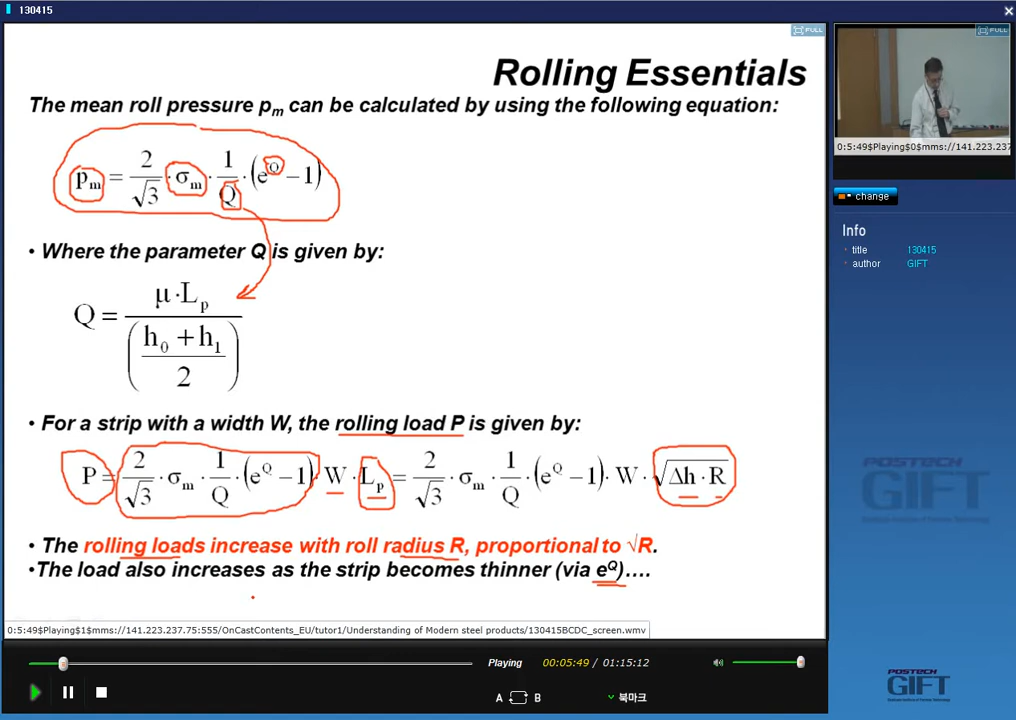 130415
FULL
Rolling Essentials
The mean roll pressure pₘ can be calculated by using the following equation:
pₘ = 2/√3 · σₘ · 1/Q · (e^Q − 1)
• Where the parameter Q is given by:
Q = μ·Lₚ / ((h₀ + h₁)/2)
• For a strip with a width W, the rolling load P is given by:
P = 2/√3 · σₘ · 1/Q · (e^Q − 1) · W · Lₚ = 2/√3 · σₘ · 1/Q · (e^Q − 1) · W · √(Δh · R)
• The rolling loads increase with roll radius R, proportional to √R.
•The load also increases as the strip becomes thinner (via e^Q)….
0:5:49$Playing$1$mms://141.223.237.75:555/OnCastContents_EU/tutor1/Understanding of Modern steel products/130415BCDC_screen.wmv
FULL
0:5:49$Playing$0$mms://141.223.237
change
Info
title 130415
author GIFT
POSTECH
GIFT
Playing 00:05:49 / 01:15:12
A B 북마크
POSTECH
GIFT